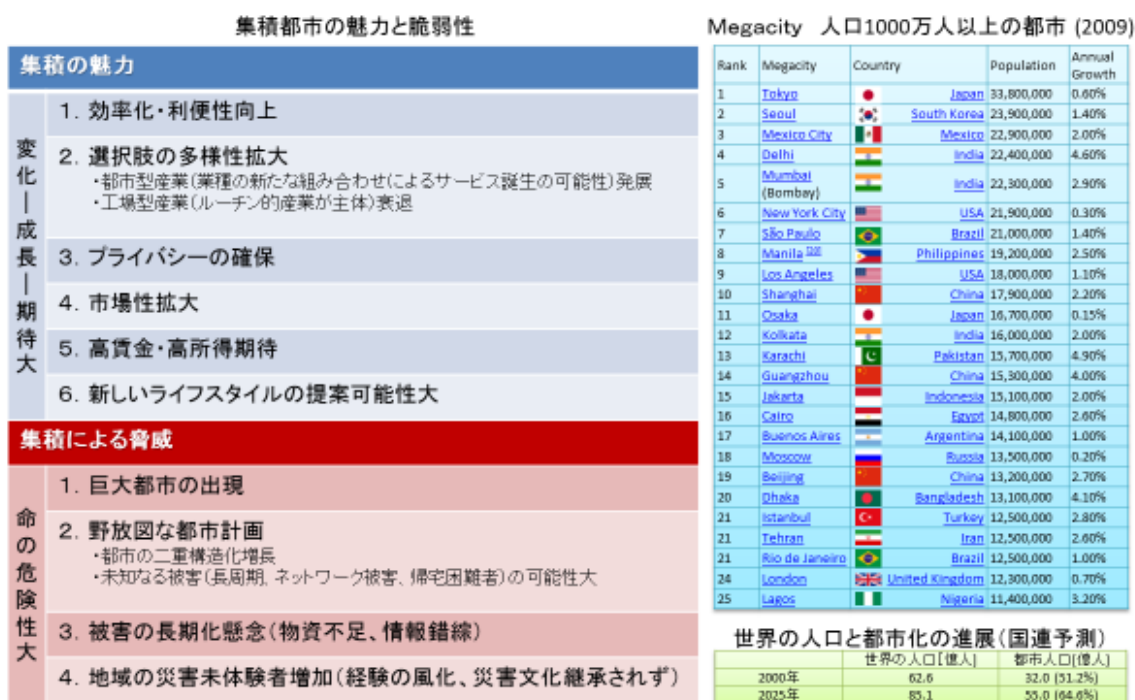 集積都市の魅力と脆弱性
集積の魅力
変化―成長―期待大
1. 効率化・利便性向上
2. 選択肢の多様性拡大
・都市型産業(業種の新たな組み合わせによるサービス誕生の可能性)発展
・工場型産業(ルーチン的産業が主体)衰退
3. プライバシーの確保
4. 市場性拡大
5. 高賃金・高所得期待
6. 新しいライフスタイルの提案可能性大
集積による脅威
命の危険性大
1. 巨大都市の出現
2. 野放図な都市計画
・都市の二重構造化増長
・未知なる被害(長周期、ネットワーク被害、帰宅困難者)の可能性大
3. 被害の長期化懸念(物資不足、情報錯綜)
4. 地域の災害未体験者増加(経験の風化、災害文化継承されず)
Megacity 人口1000万人以上の都市 (2009)
Rank Megacity Country Population Annual Growth
1 Tokyo Japan 33,800,000 0.60%
2 Seoul South Korea 23,900,000 1.40%
3 Mexico City Mexico 22,900,000 2.00%
4 Delhi India 22,400,000 4.60%
5 Mumbai (Bombay) India 22,300,000 2.90%
6 New York City USA 21,900,000 0.30%
7 São Paulo Brazil 21,000,000 1.40%
8 Manila Philippines 19,200,000 2.50%
9 Los Angeles USA 18,000,000 1.10%
10 Shanghai China 17,900,000 2.20%
11 Osaka Japan 16,700,000 0.15%
12 Kolkata India 16,000,000 2.00%
13 Karachi Pakistan 15,700,000 4.90%
14 Guangzhou China 15,300,000 4.00%
15 Jakarta Indonesia 15,100,000 2.00%
16 Cairo Egypt 14,800,000 2.60%
17 Buenos Aires Argentina 14,100,000 1.00%
18 Moscow Russia 13,500,000 0.20%
19 Beijing China 13,200,000 2.70%
20 Dhaka Bangladesh 13,100,000 4.10%
21 Istanbul Turkey 12,500,000 2.80%
21 Tehran Iran 12,500,000 2.60%
21 Rio de Janeiro Brazil 12,500,000 1.00%
24 London United Kingdom 12,300,000 0.70%
25 Lagos Nigeria 11,400,000 3.20%
世界の人口と都市化の進展(国連予測)
世界の人口[億人] 都市人口[億人]
2000年 62.6 32.0 (51.2%)
2025年 85.1 55.0 (64.6%)